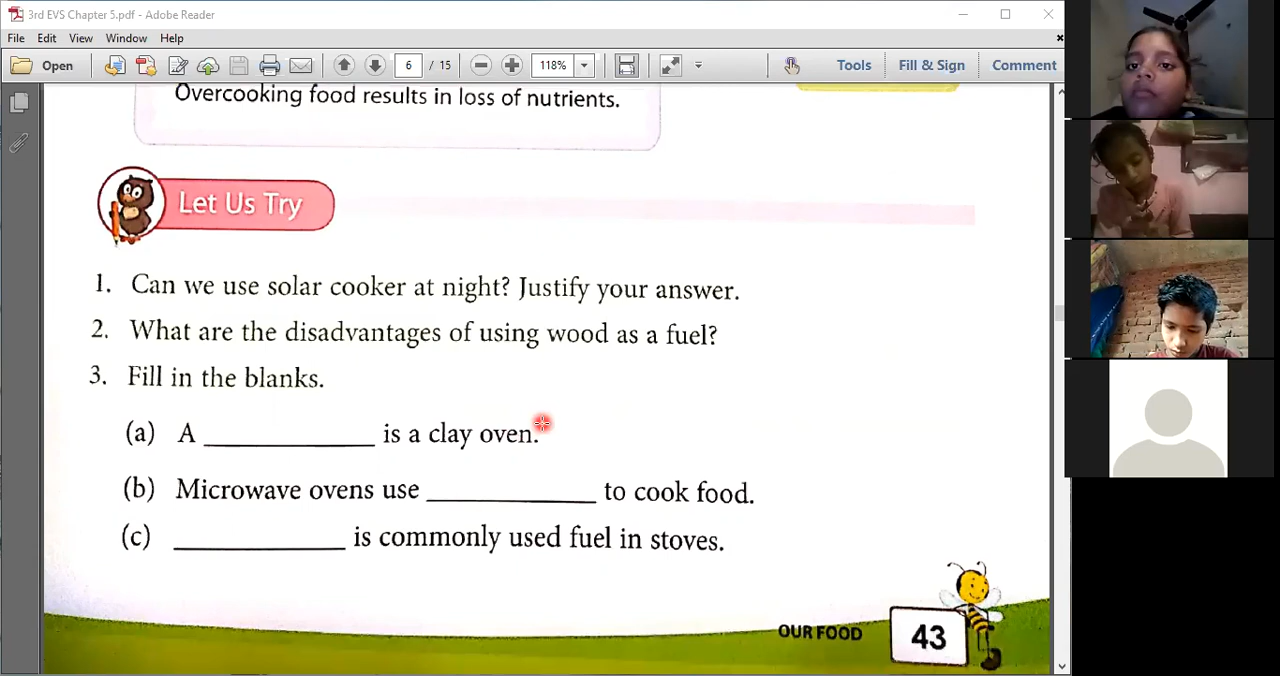 3rd EVS Chapter 5.pdf - Adobe Reader
File Edit View Window Help
Open 6 / 15 118% Tools Fill & Sign Comment
Overcooking food results in loss of nutrients.
Let Us Try
1. Can we use solar cooker at night? Justify your answer.
2. What are the disadvantages of using wood as a fuel?
3. Fill in the blanks.
(a) A ____________ is a clay oven.
(b) Microwave ovens use ____________ to cook food.
(c) ____________ is commonly used fuel in stoves.
OUR FOOD 43